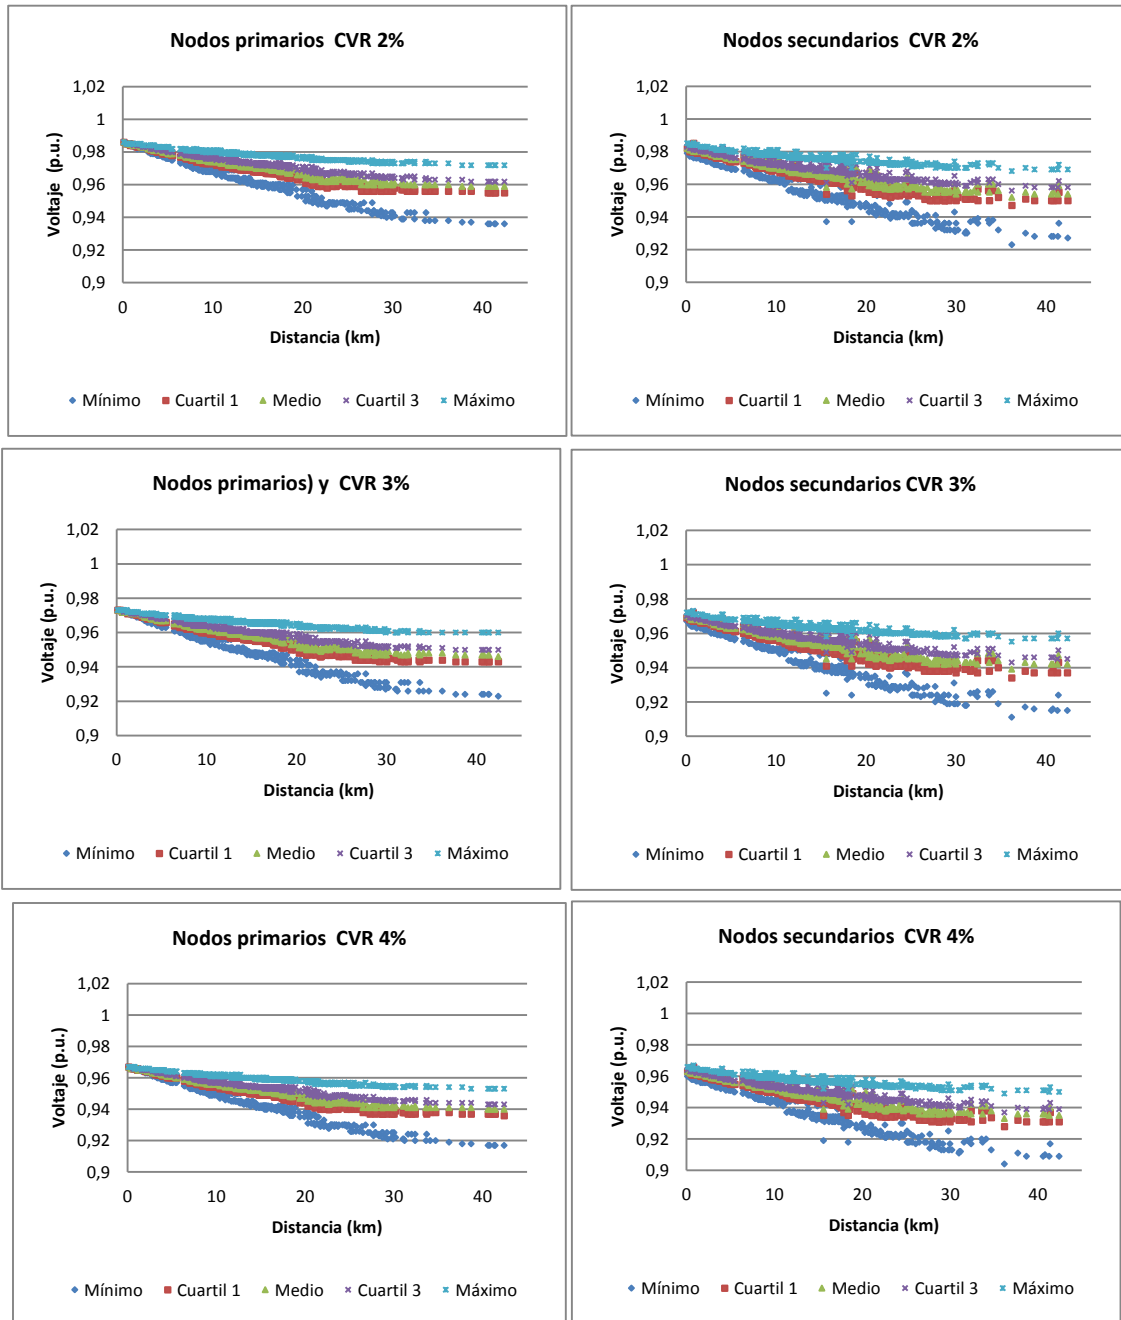 Nodos primarios CVR 2%
1,02
1
0,98
0,96
0,94
0,92
0,9
Voltaje (p.u.)
0 10 20 30 40
Distancia (km)
Mínimo Cuartil 1 Medio Cuartil 3 Máximo
Nodos secundarios CVR 2%
1,02
1
0,98
0,96
0,94
0,92
0,9
Voltaje (p.u.)
0 10 20 30 40
Distancia (km)
Mínimo Cuartil 1 Medio Cuartil 3 Máximo
Nodos primarios) y CVR 3%
1,02
1
0,98
0,96
0,94
0,92
0,9
Voltaje (p.u.)
0 10 20 30 40
Distancia (km)
Mínimo Cuartil 1 Medio Cuartil 3 Máximo
Nodos secundarios CVR 3%
1,02
1
0,98
0,96
0,94
0,92
0,9
Voltaje (p.u.)
0 10 20 30 40
Distancia (km)
Mínimo Cuartil 1 Medio Cuartil 3 Máximo
Nodos primarios CVR 4%
1,02
1
0,98
0,96
0,94
0,92
0,9
Voltaje (p.u.)
0 10 20 30 40
Distancia (km)
Mínimo Cuartil 1 Medio Cuartil 3 Máximo
Nodos secundarios CVR 4%
1,02
1
0,98
0,96
0,94
0,92
0,9
Voltaje (p.u.)
0 10 20 30 40
Distancia (km)
Mínimo Cuartil 1 Medio Cuartil 3 Máximo